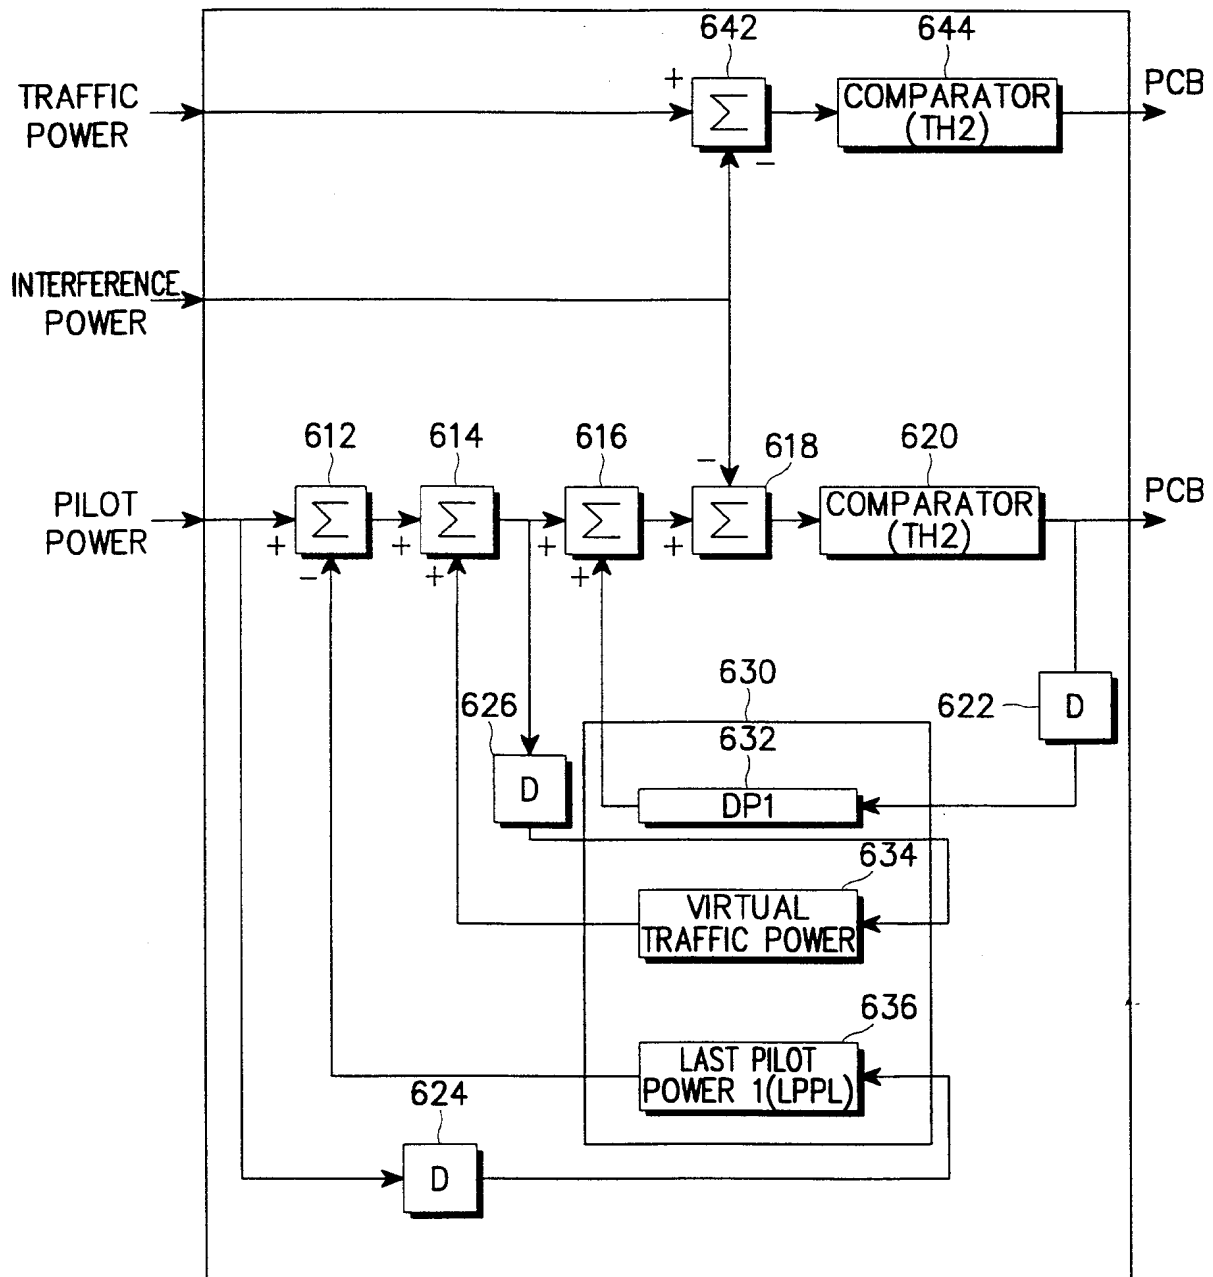 642
644
TRAFFIC
POWER
+
Σ
COMPARATOR
(TH2)
PCB
−
INTERFERENCE
POWER
612
614
616
618
620
−
PILOT
POWER
Σ
Σ
Σ
Σ
COMPARATOR
(TH2)
PCB
+
−
+
+
+
+
+
630
626
632
622
D
D
DP1
634
VIRTUAL
TRAFFIC POWER
636
LAST PILOT
POWER 1(LPPL)
624
D